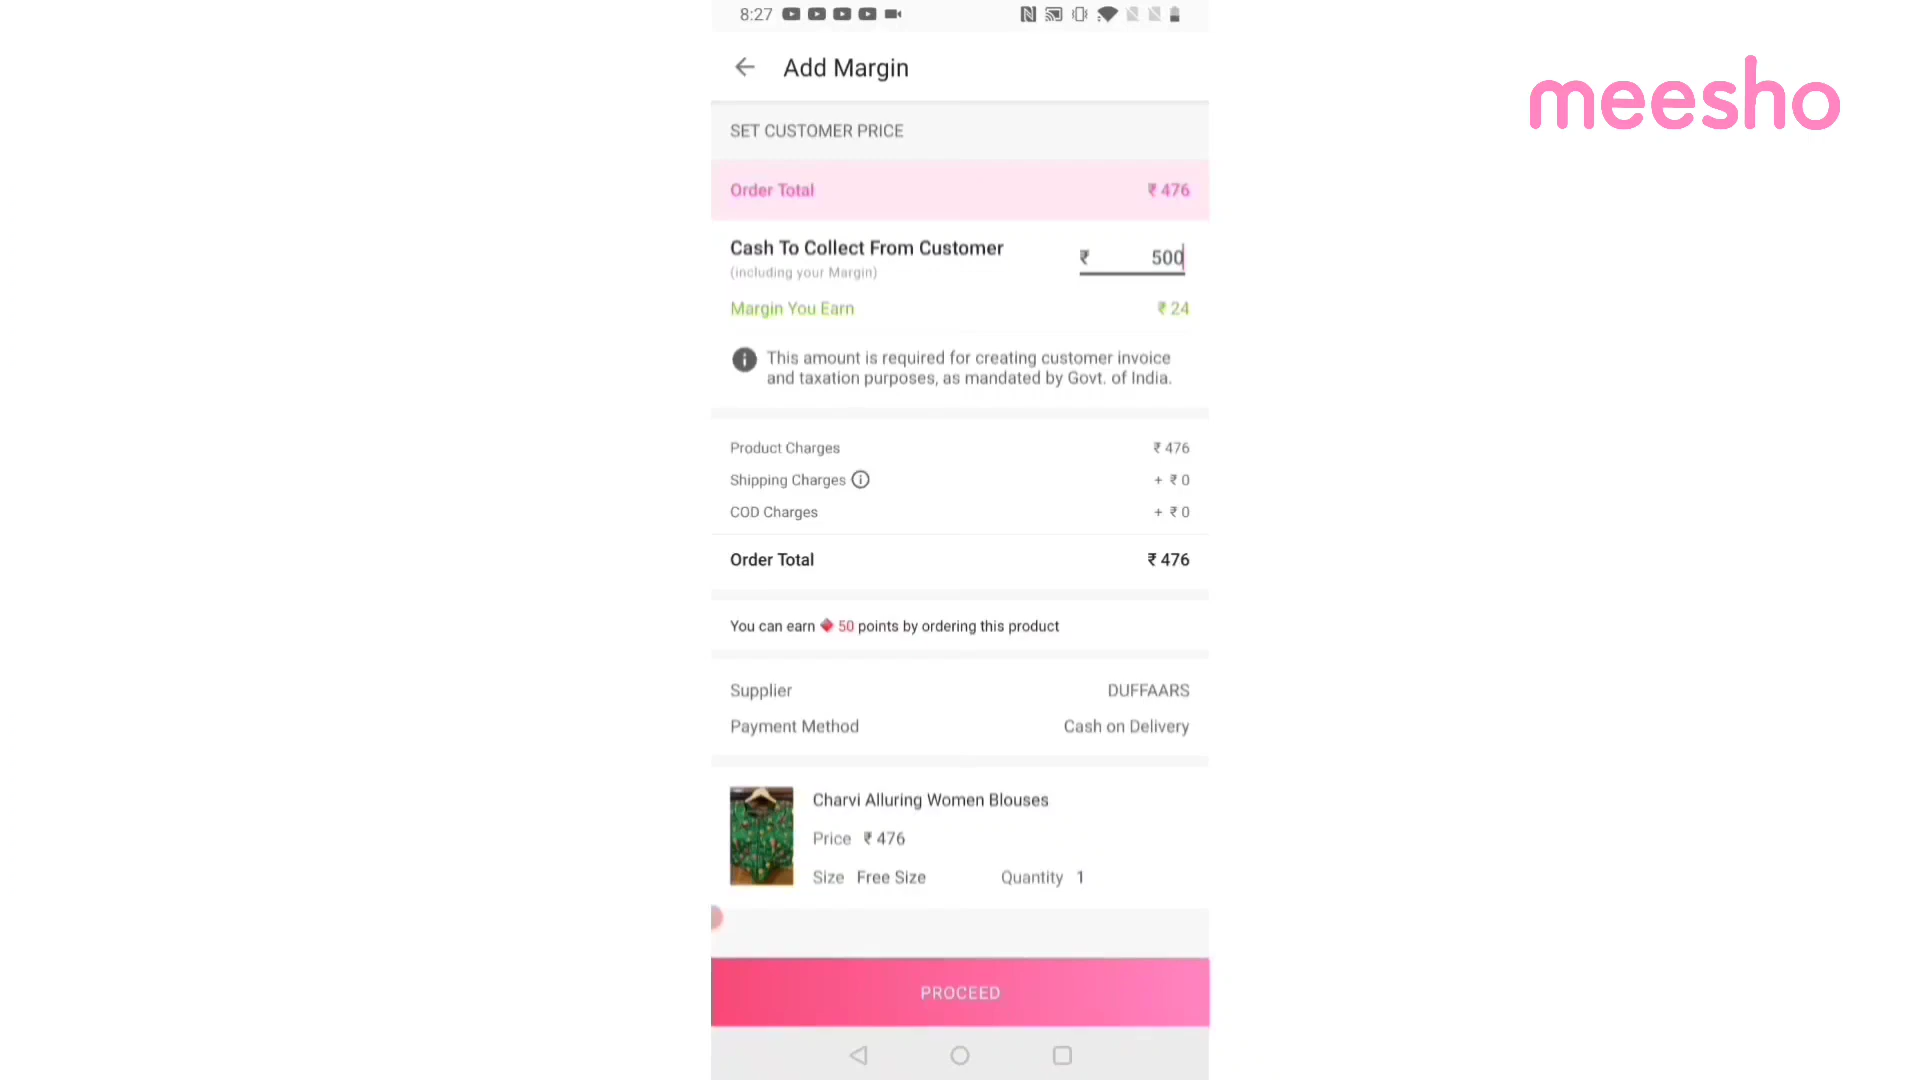 8:27
Add Margin
meesho
SET CUSTOMER PRICE
Order Total ₹ 476
Cash To Collect From Customer ₹ 500
(including your Margin)
Margin You Earn ₹ 24
This amount is required for creating customer invoice
and taxation purposes, as mandated by Govt. of India.
Product Charges ₹ 476
Shipping Charges + ₹ 0
COD Charges + ₹ 0
Order Total ₹ 476
You can earn 50 points by ordering this product
Supplier DUFFAARS
Payment Method Cash on Delivery
Charvi Alluring Women Blouses
Price ₹ 476
Size Free Size Quantity 1
PROCEED